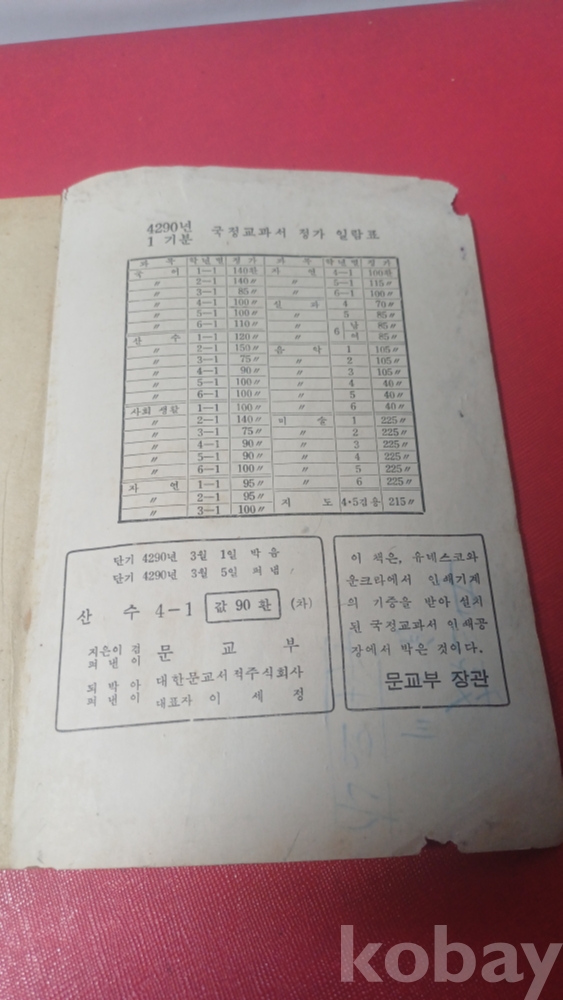 4290년
1 기분 국정교과서 정가 일람표
과 목 학년별 정 가 과 목 학년별 정 가
국 어 1—1 140환 자 연 4—1 100환
〃 2—1 140〃 〃 5—1 115〃
〃 3—1 85〃 〃 6—1 100〃
〃 4—1 100〃 실 과 4 70〃
〃 5—1 100〃 〃 5 85〃
〃 6—1 110〃 〃 6 남 85〃
산 수 1—1 120〃 〃 여 85〃
〃 2—1 150〃 음 악 1 105〃
〃 3—1 75〃 〃 2 105〃
〃 4—1 90〃 〃 3 105〃
〃 5—1 100〃 〃 4 40〃
〃 6—1 100〃 〃 5 40〃
사회 생활 1—1 100〃 〃 6 40〃
〃 2—1 140〃 미 술 1 225〃
〃 3—1 75〃 〃 2 225〃
〃 4—1 90〃 〃 3 225〃
〃 5—1 90〃 〃 4 225〃
〃 6—1 100〃 〃 5 225〃
자 연 1—1 95〃 〃 6 225〃
〃 2—1 95〃 지 도 4·5겸용 215〃
〃 3—1 100〃
단기 4290년 3월 1일 박음
단기 4290년 3월 5일 펴냄
산 수 4−1 값 90 환 (차)
지은이 겸
펴 낸 이 문 교 부
되 박 아 대한문교서적주식회사
펴 낸 이 대표자 이 세 정
이 책은, 유네스코와
운크라에서 인쇄기계
의 기증을 받아 설치
된 국정교과서 인쇄공
장에서 박은 것이다.
문교부 장관
kobay